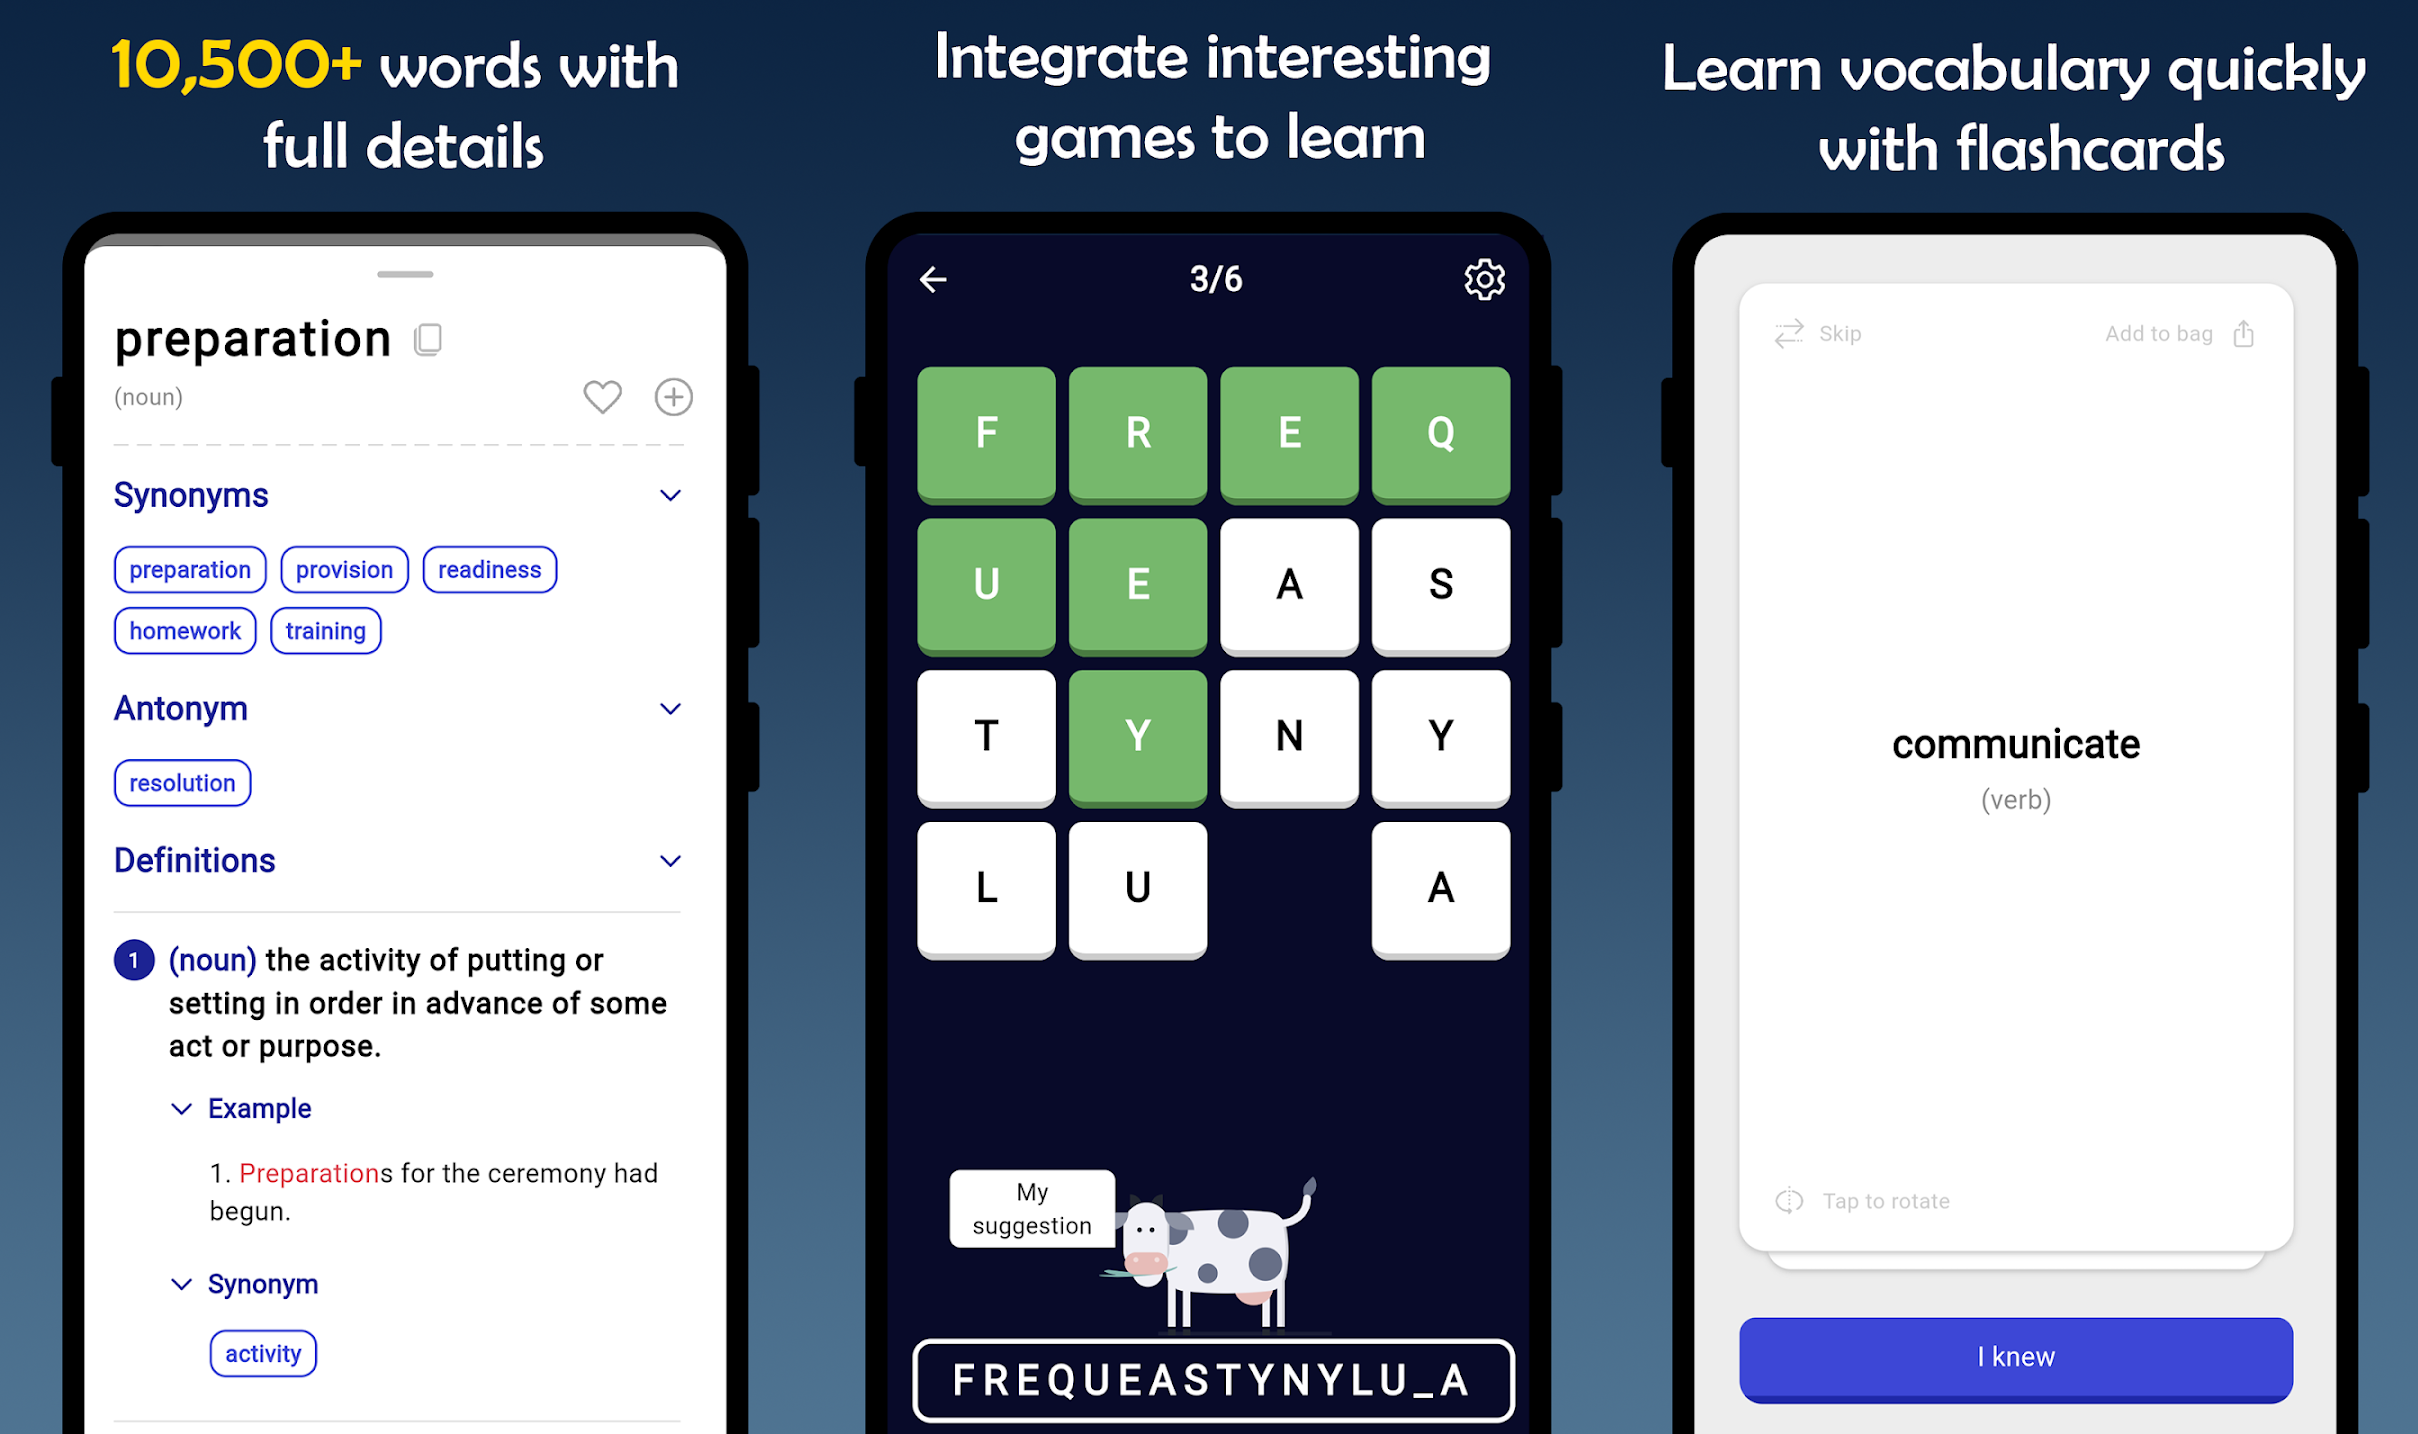 10,500+ words with
full details
preparation
(noun)
Synonyms
preparation provision readiness
homework training
Antonym
resolution
Definitions
1 (noun) the activity of putting or
setting in order in advance of some
act or purpose.
Example
1. Preparations for the ceremony had
begun.
Synonym
activity
Integrate interesting
games to learn
3/6
F R E Q
U E A S
T Y N Y
L U A
My
suggestion
FREQUEASTYNYLU_A
Learn vocabulary quickly
with flashcards
Skip Add to bag
communicate
(verb)
Tap to rotate
I knew